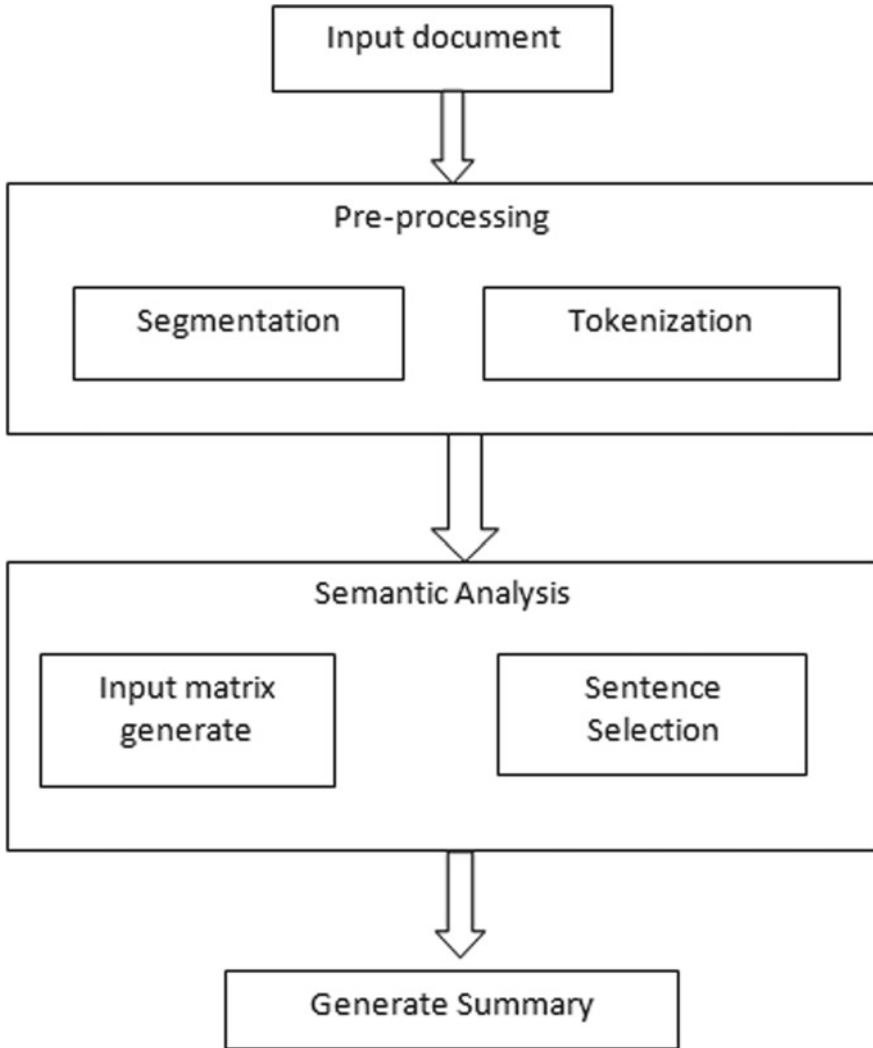 Input document
Pre-processing
Segmentation
Tokenization
Semantic Analysis
Input matrix
generate
Sentence
Selection
Generate Summary